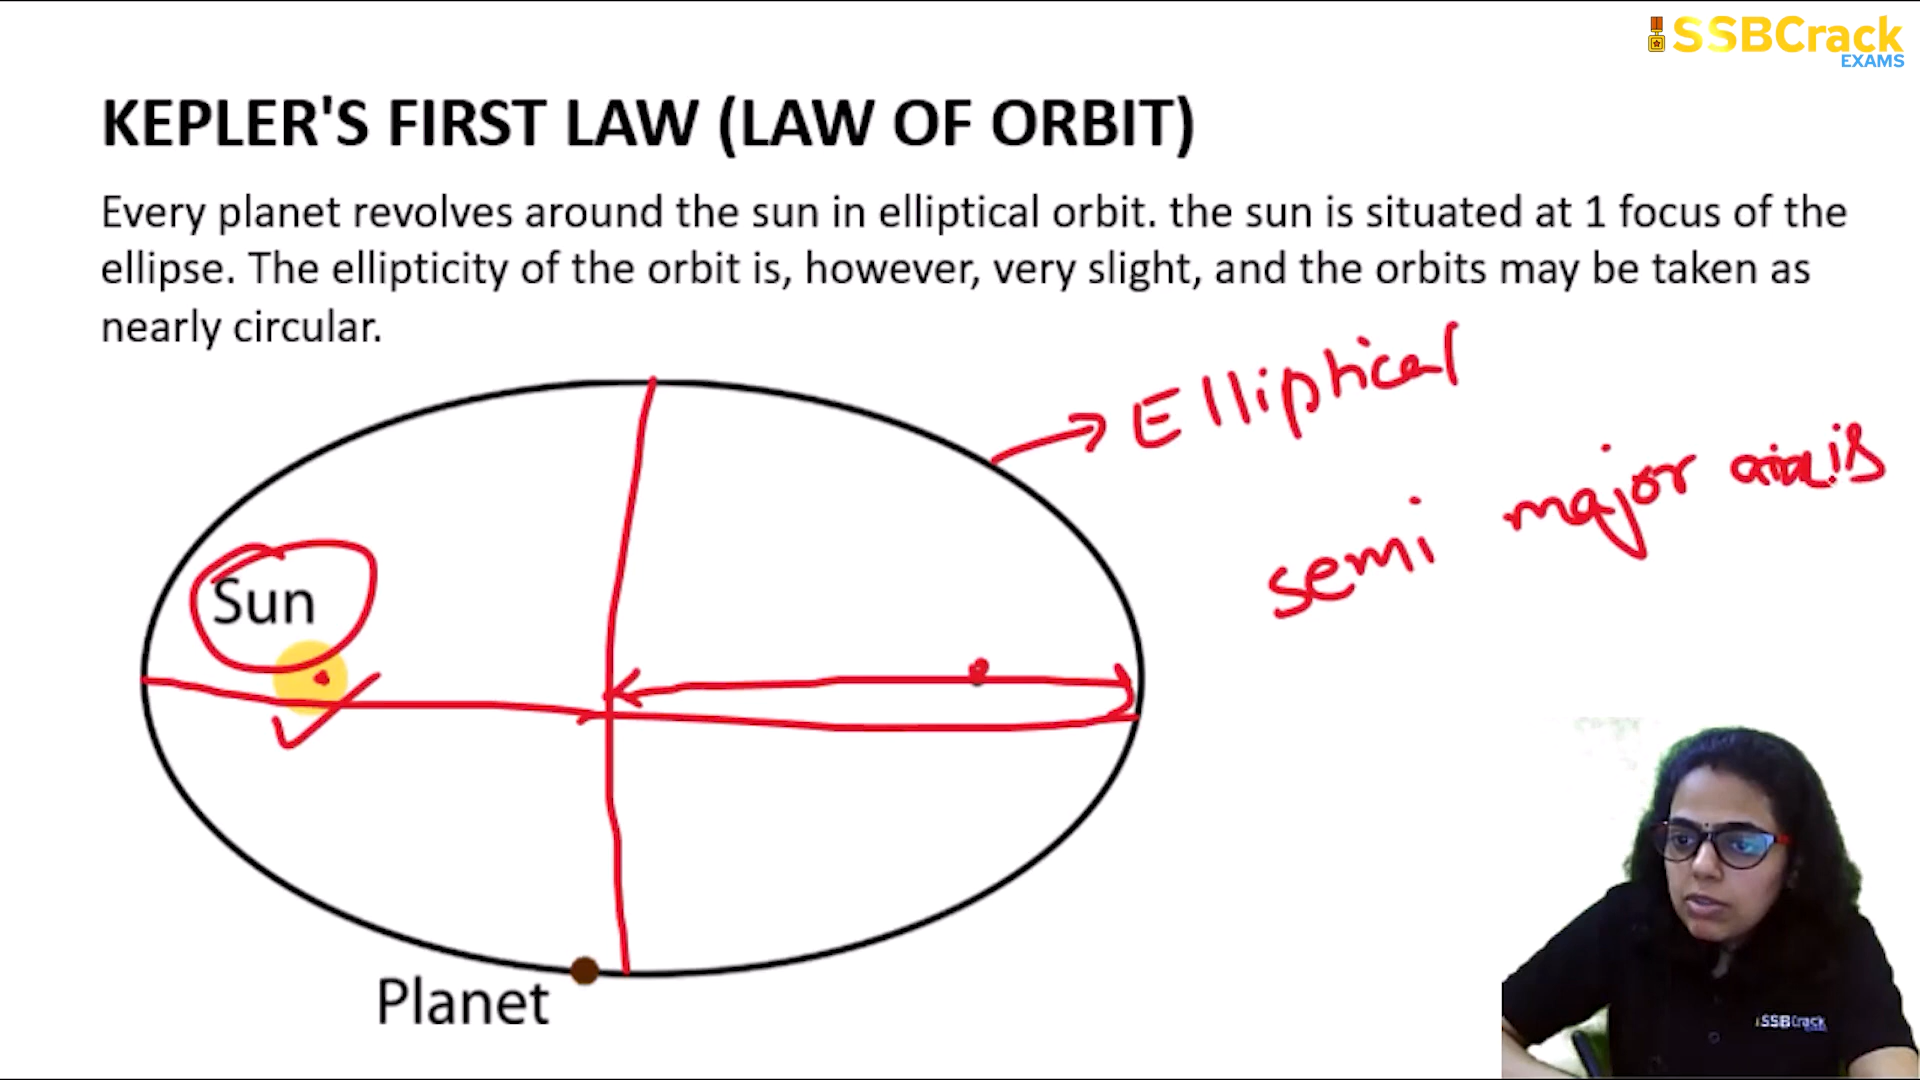 SSBCrack
EXAMS
KEPLER'S FIRST LAW (LAW OF ORBIT)
Every planet revolves around the sun in elliptical orbit. the sun is situated at 1 focus of the
ellipse. The ellipticity of the orbit is, however, very slight, and the orbits may be taken as
nearly circular.
Elliptical
semi major axis
Sun
Planet
SSBCrack